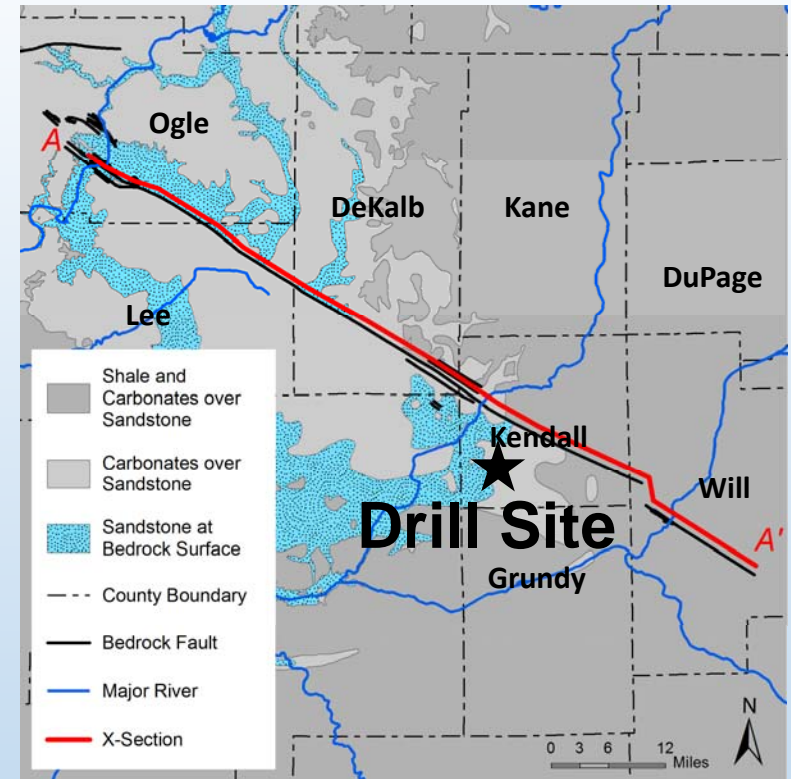 Ogle
A
DeKalb
Kane
DuPage
Lee
Kendall
Will
Drill Site
A'
Grundy
Shale and
Carbonates over
Sandstone
Carbonates over
Sandstone
Sandstone at
Bedrock Surface
County Boundary
Bedrock Fault
Major River
X-Section
N
0 3 6 12
Miles